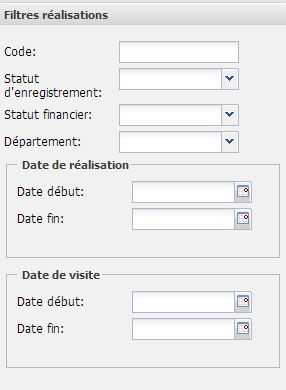 Filtres réalisations
Code:
Statut
d'enregistrement:
Statut financier:
Département:
Date de réalisation
Date début:
Date fin:
Date de visite
Date début:
Date fin: